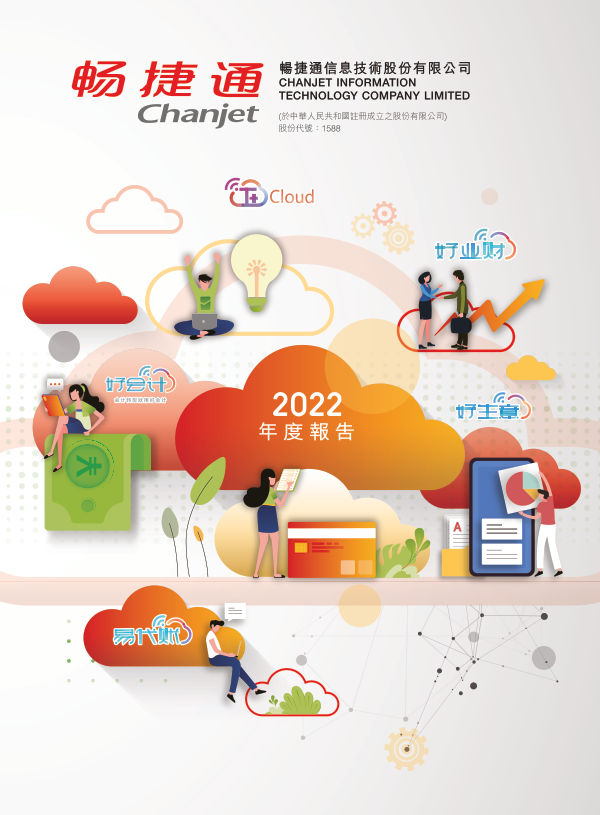 畅捷通
Chanjet
暢捷通信息技術股份有限公司
CHANJET INFORMATION
TECHNOLOGY COMPANY LIMITED
(於中華人民共和國註冊成立之股份有限公司)
股份代號：1588
T+ Cloud
好业财
好会计
2022
年度報告
好生意
A
易代账